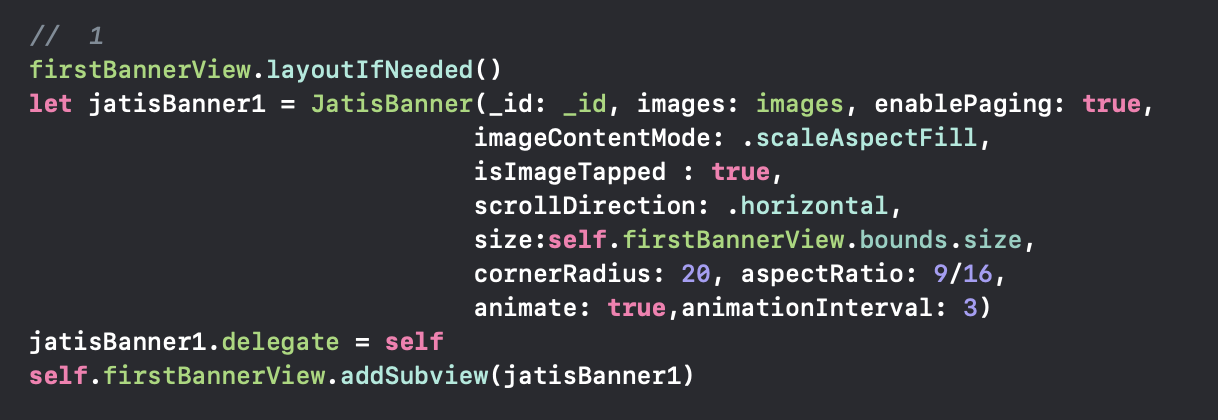 //  1
firstBannerView.layoutIfNeeded()
let jatisBanner1 = JatisBanner(_id: _id, images: images, enablePaging: true,
                              imageContentMode: .scaleAspectFill,
                              isImageTapped : true,
                              scrollDirection: .horizontal,
                              size:self.firstBannerView.bounds.size,
                              cornerRadius: 20, aspectRatio: 9/16,
                              animate: true,animationInterval: 3)
jatisBanner1.delegate = self
self.firstBannerView.addSubview(jatisBanner1)